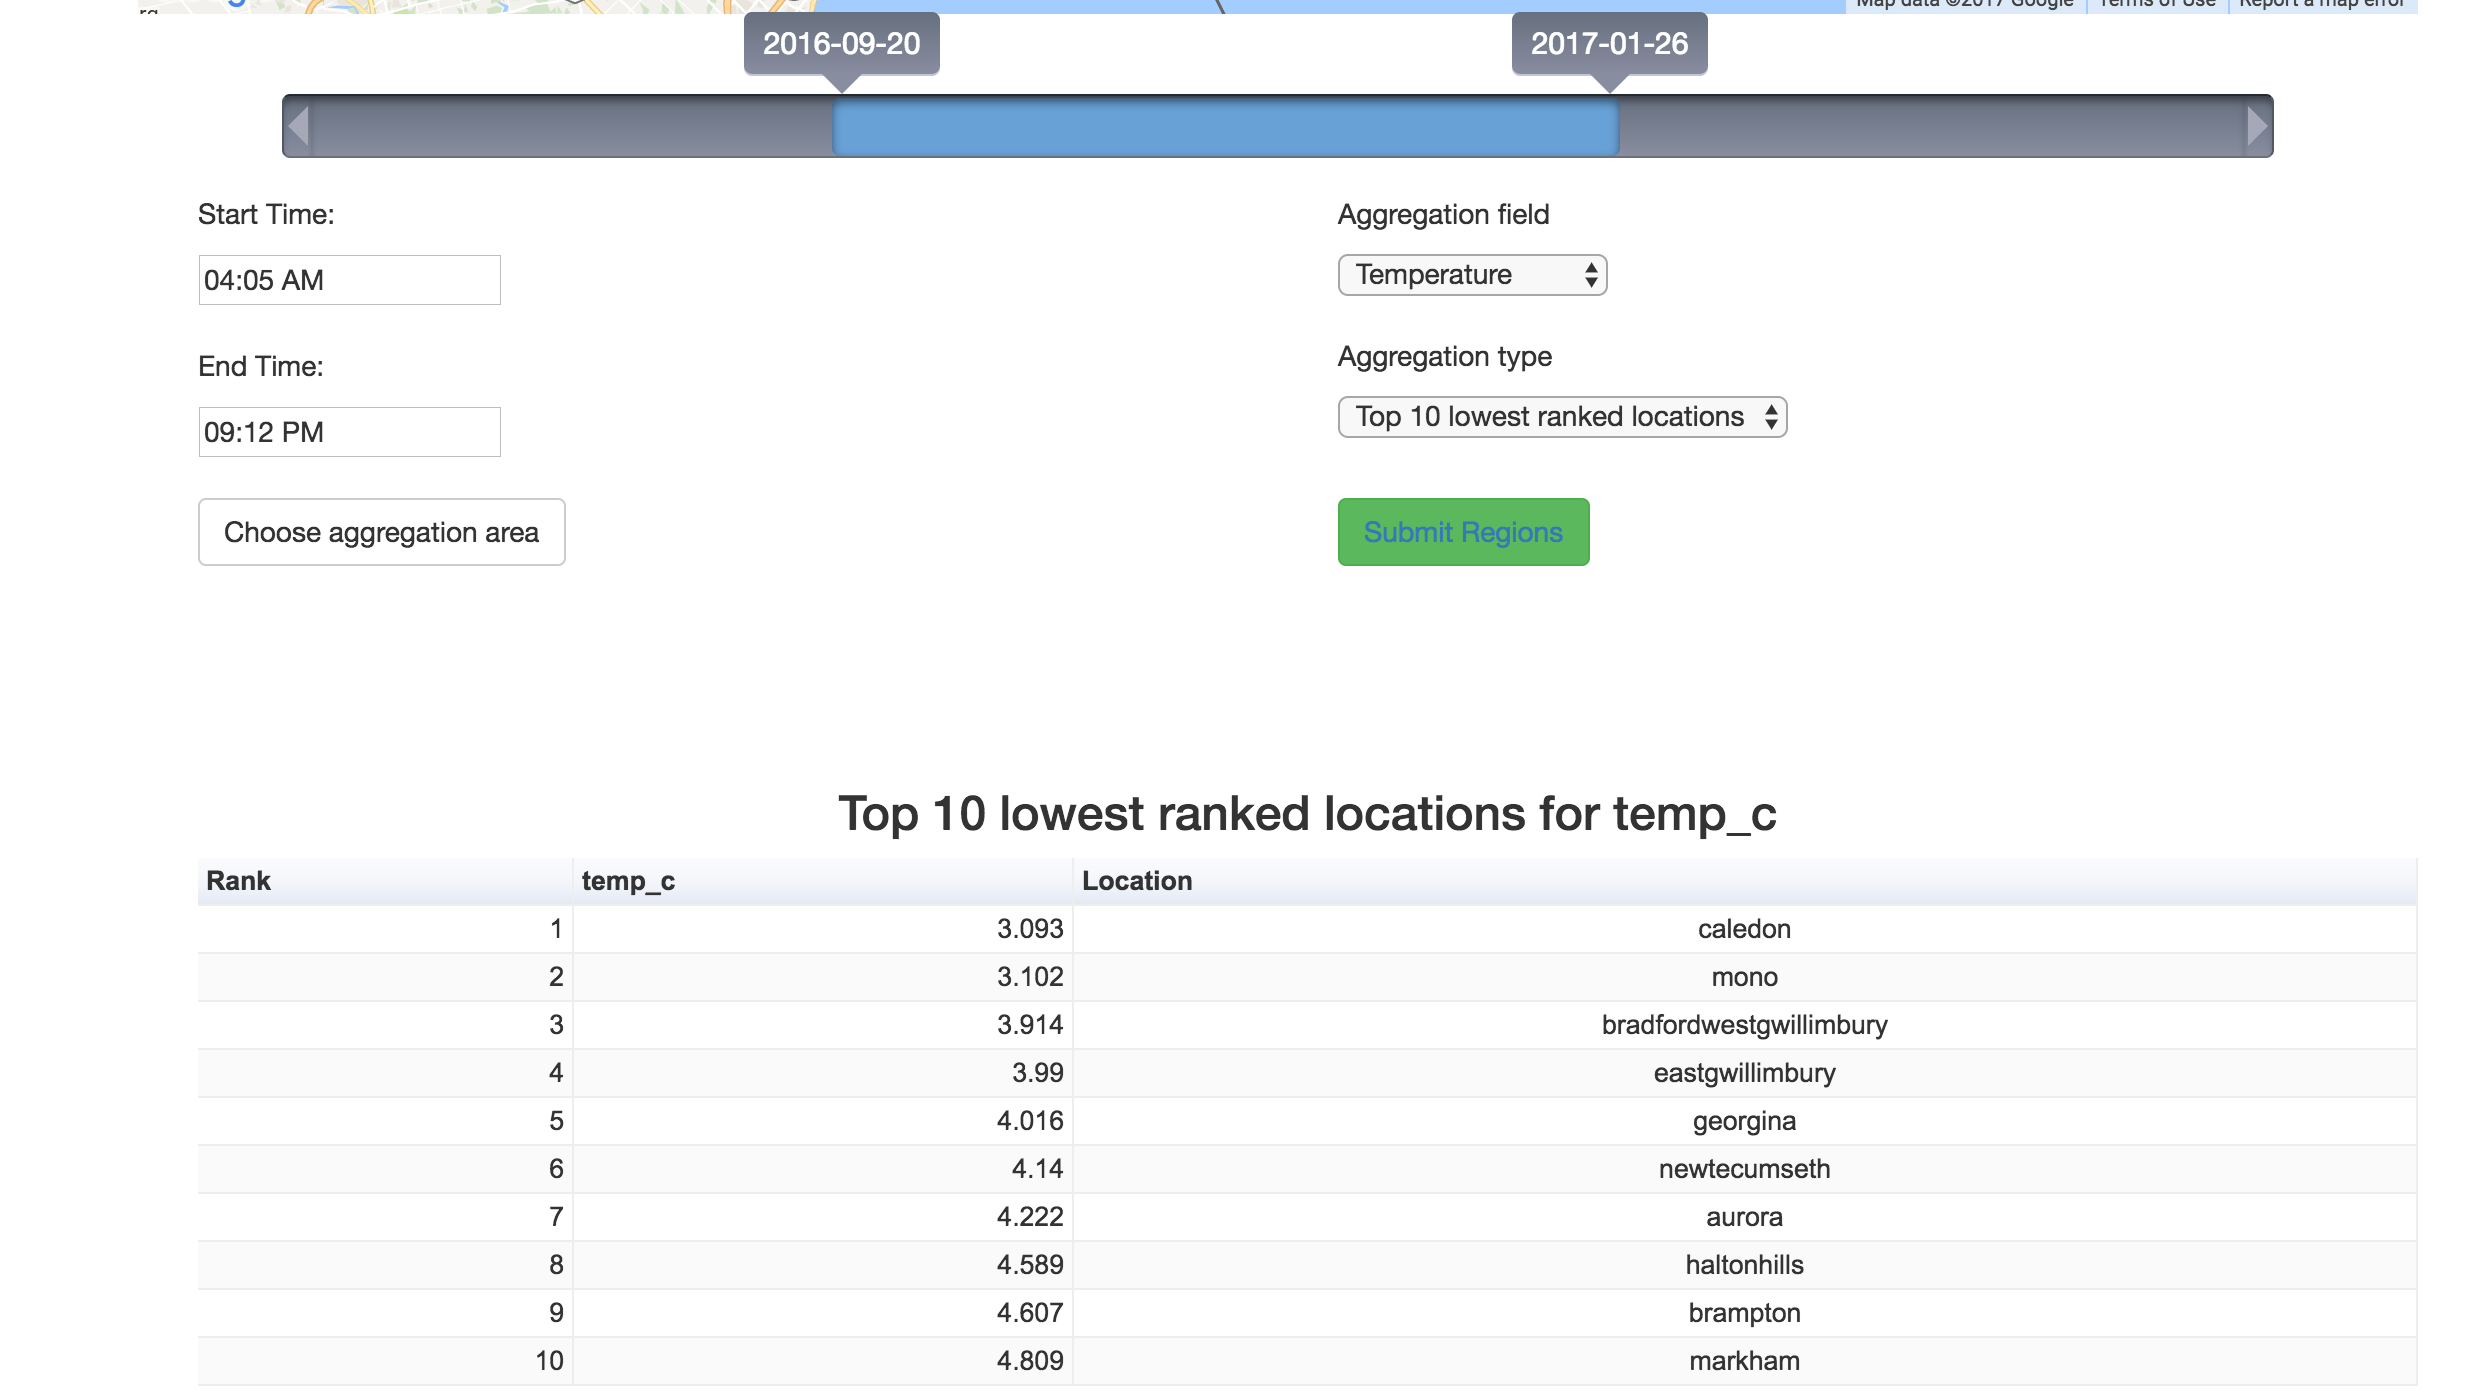 Map data ©2017 Google Terms of Use Report a map error
2016-09-20 2017-01-26
Start Time: Aggregation field
04:05 AM Temperature
End Time: Aggregation type
09:12 PM Top 10 lowest ranked locations
Choose aggregation area Submit Regions
Top 10 lowest ranked locations for temp_c
Rank temp_c Location
1 3.093 caledon
2 3.102 mono
3 3.914 bradfordwestgwillimbury
4 3.99 eastgwillimbury
5 4.016 georgina
6 4.14 newtecumseth
7 4.222 aurora
8 4.589 haltonhills
9 4.607 brampton
10 4.809 markham